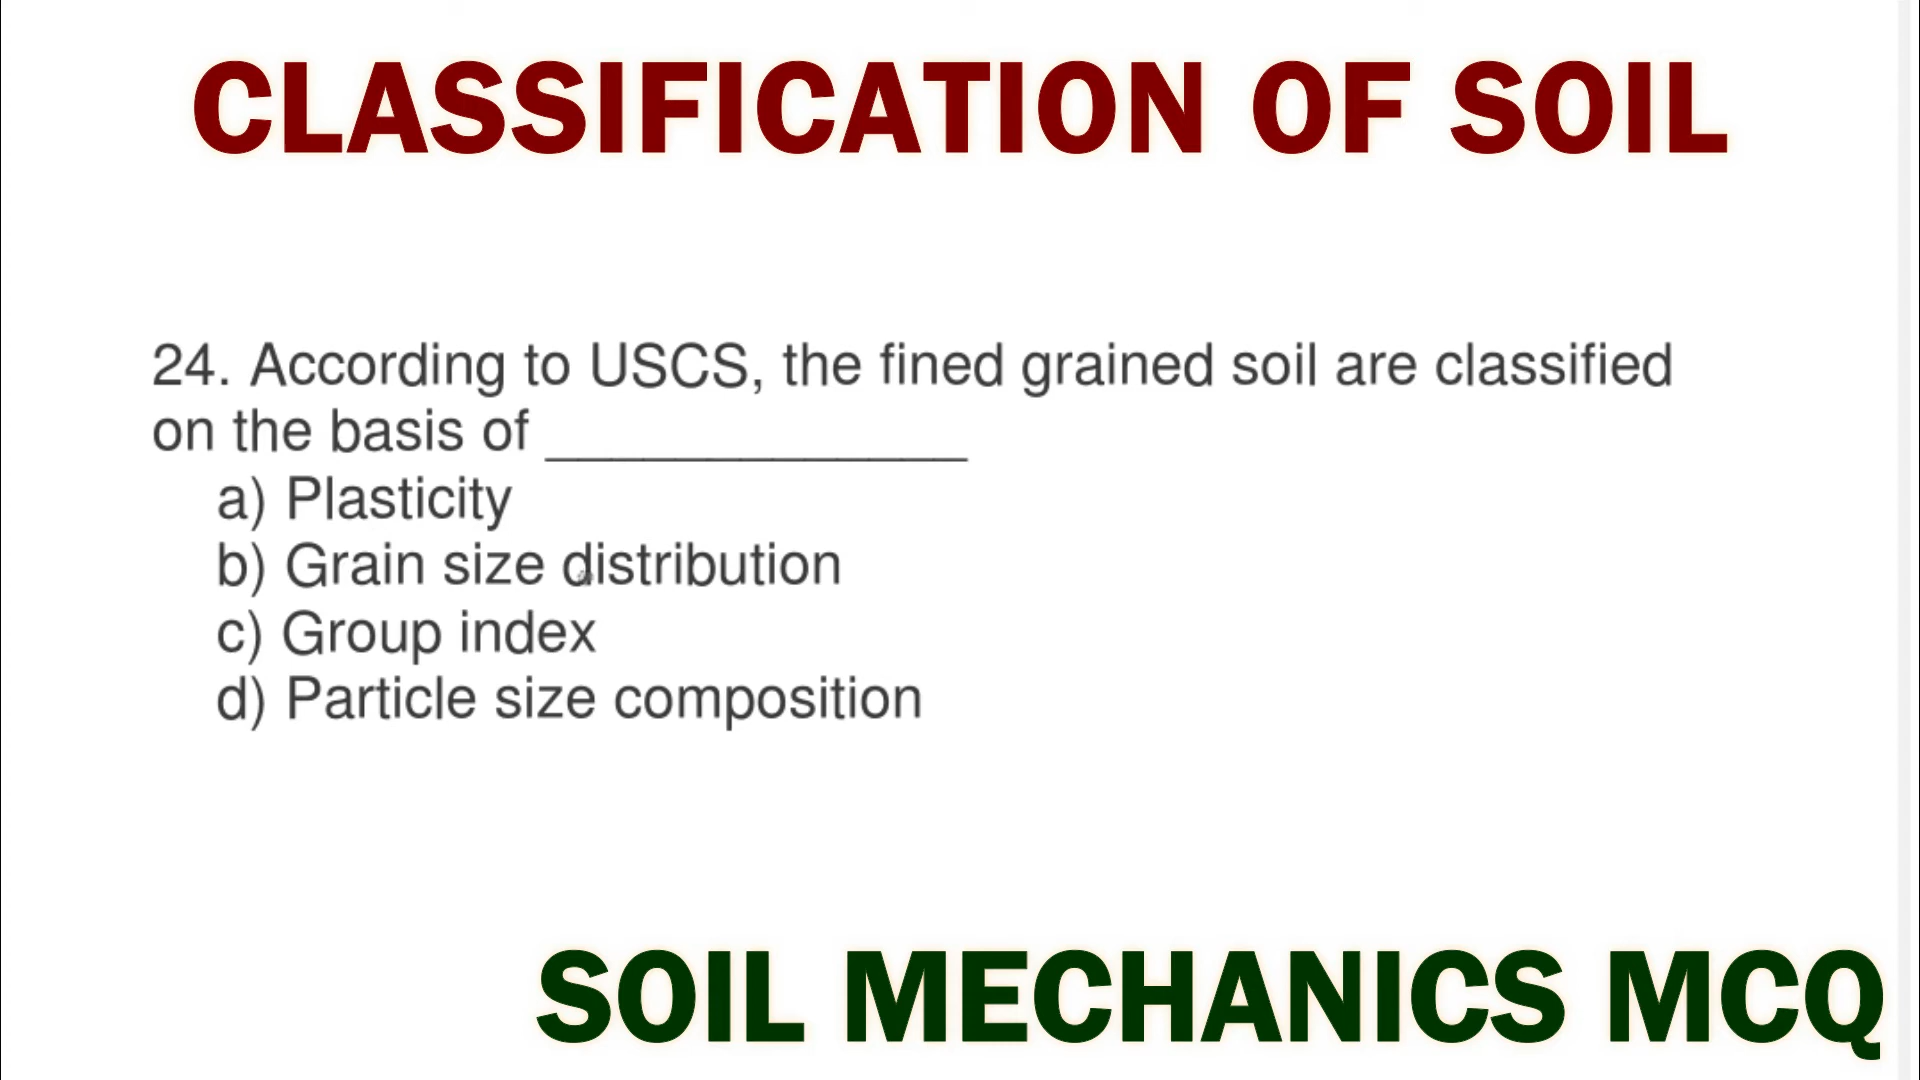 CLASSIFICATION OF SOIL
24. According to USCS, the fined grained soil are classified
on the basis of _____________
a) Plasticity
b) Grain size distribution
c) Group index
d) Particle size composition
SOIL MECHANICS MCQ